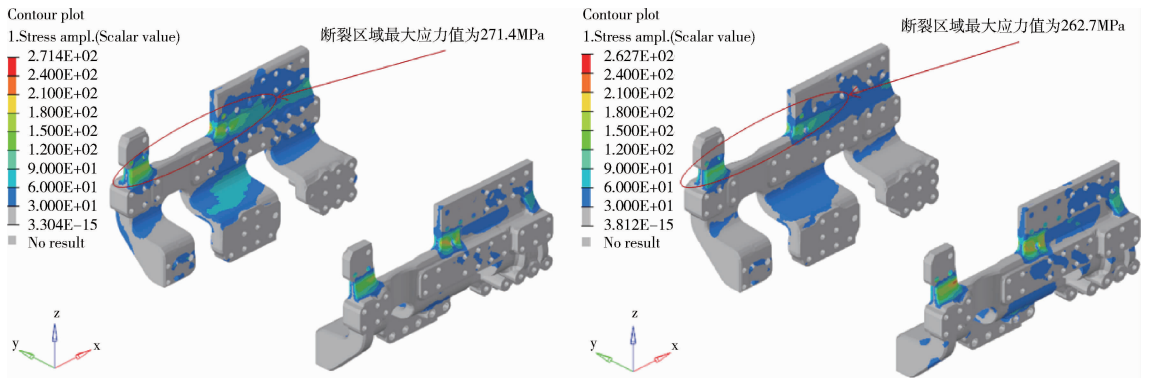 Contour plot
1.Stress ampl.(Scalar value)
2.714E+02
2.400E+02
2.100E+02
1.800E+02
1.500E+02
1.200E+02
9.000E+01
6.000E+01
3.000E+01
3.304E-15
No result
断裂区域最大应力值为271.4MPa
z
y
x
Contour plot
1.Stress ampl.(Scalar value)
2.627E+02
2.400E+02
2.100E+02
1.800E+02
1.500E+02
1.200E+02
9.000E+01
6.000E+01
3.000E+01
3.812E-15
No result
断裂区域最大应力值为262.7MPa
z
y
x